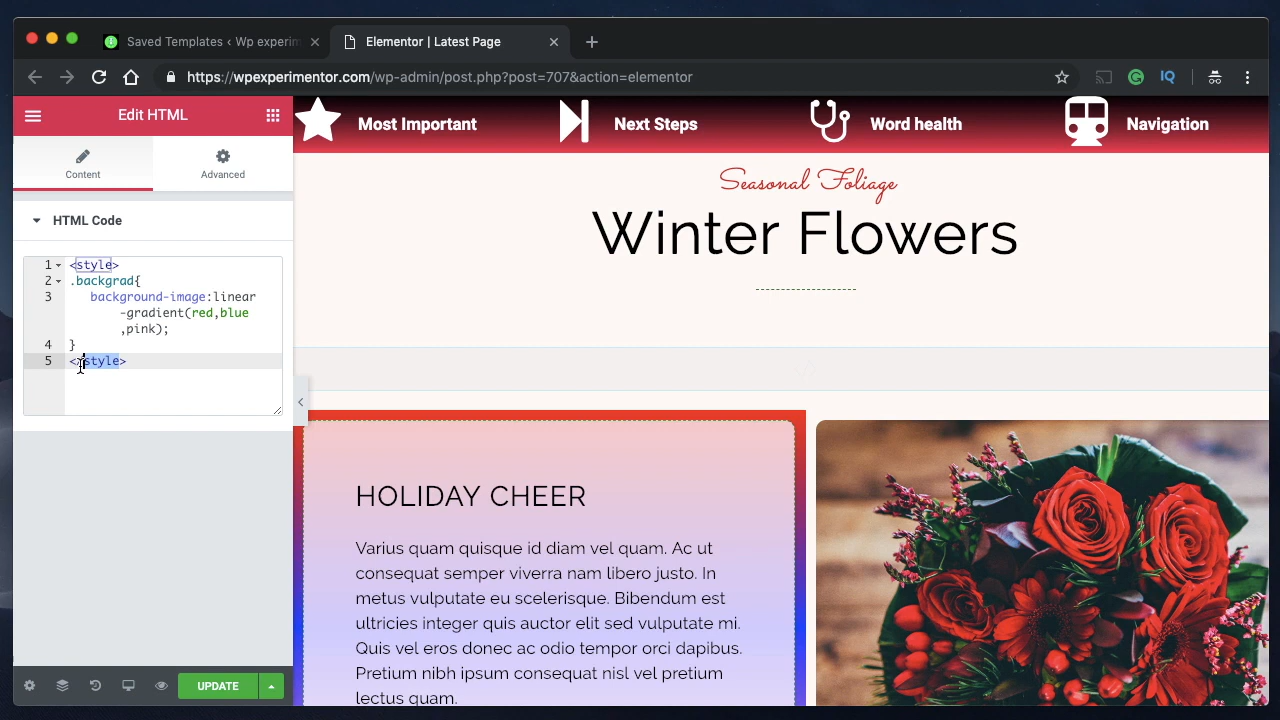 Saved Templates ‹ Wp experim
Elementor | Latest Page
https://wpexperimentor.com/wp-admin/post.php?post=707&action=elementor
IQ
Edit HTML
Content
Advanced
HTML Code
1 <style>
2 .backgrad{
3 background-image:linear
-gradient(red,blue
,pink);
4 }
5 </style>
UPDATE
Most Important
Next Steps
Word health
Navigation
Seasonal Foliage
Winter Flowers
HOLIDAY CHEER
Varius quam quisque id diam vel quam. Ac ut
consequat semper viverra nam libero justo. In
metus vulputate eu scelerisque. Bibendum est
ultricies integer quis auctor elit sed vulputate mi.
Quis vel eros donec ac odio tempor orci dapibus.
Pretium nibh ipsum consequat nisl vel pretium
lectus quam.